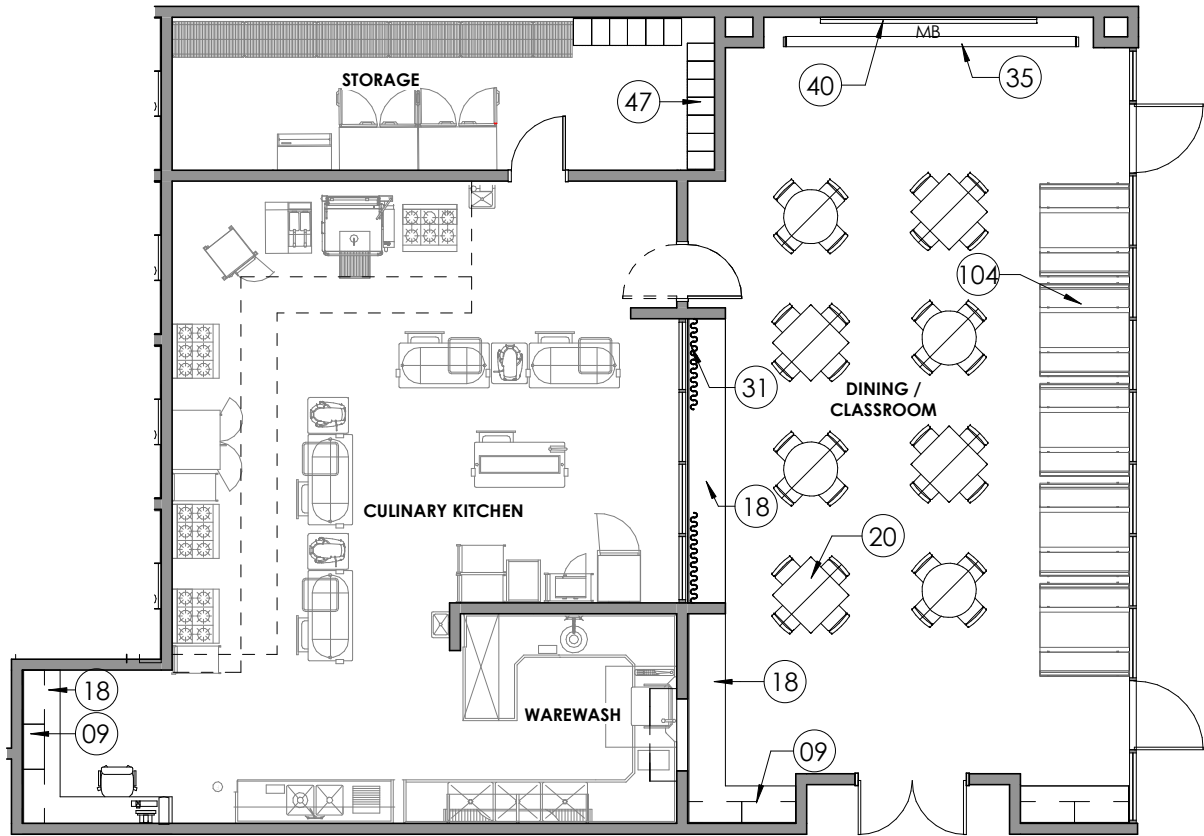 MB
40
35
STORAGE
47
104
31
DINING /
CLASSROOM
18
CULINARY KITCHEN
20
18
09
WAREWASH
18
09